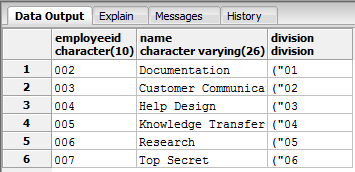 Data Output Explain Messages History
employeeid name division
character(10) character varying(26) division
1 002 Documentation ("01
2 003 Customer Communica ("02
3 004 Help Design ("03
4 005 Knowledge Transfer ("04
5 006 Research ("05
6 007 Top Secret ("06